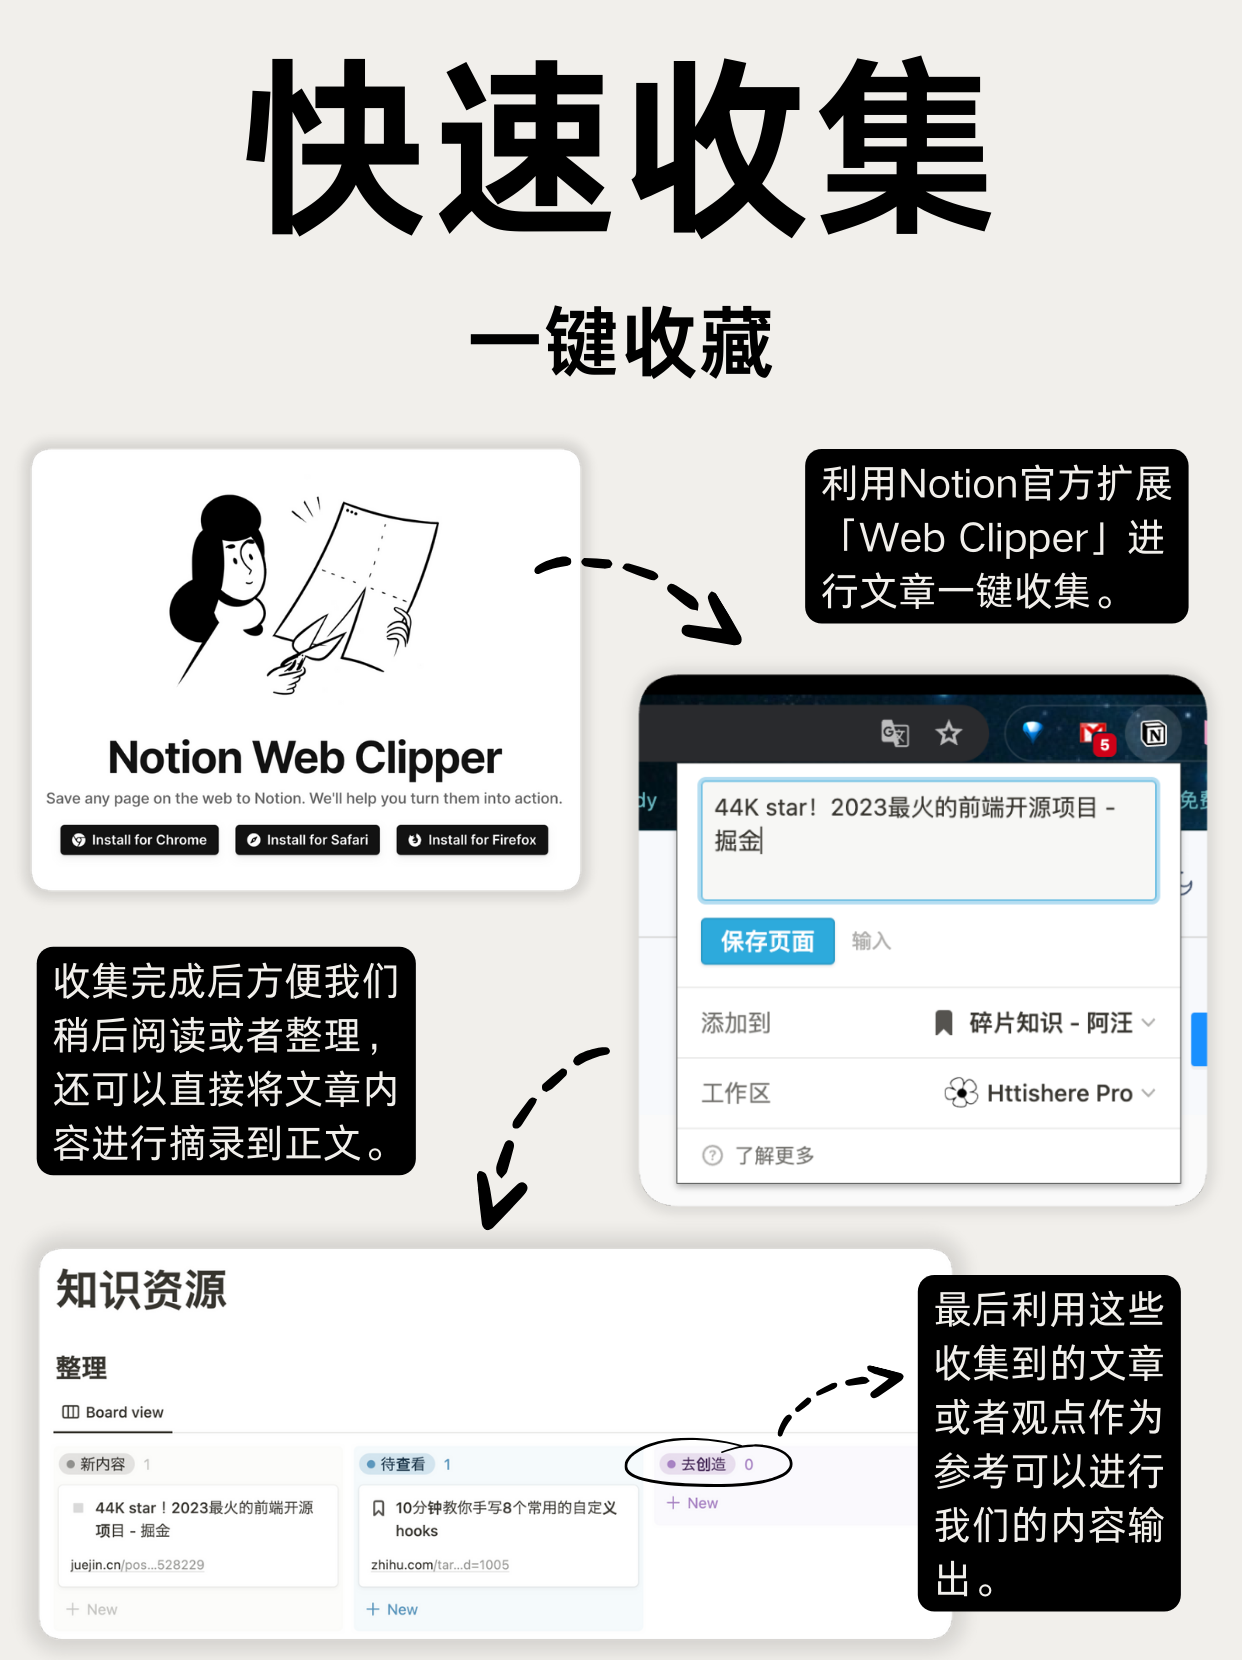 快速收集
一键收藏
利用Notion官方扩展
「Web Clipper」进
行文章一键收集。
Notion Web Clipper
Save any page on the web to Notion. We'll help you turn them into action.
Install for Chrome
Install for Safari
Install for Firefox
5
dy
免费
44K star！2023最火的前端开源项目 -
掘金
保存页面
输入
添加到
碎片知识 - 阿汪
工作区
Httishere Pro
了解更多
收集完成后方便我们
稍后阅读或者整理，
还可以直接将文章内
容进行摘录到正文。
知识资源
整理
Board view
新内容 1
44K star！2023最火的前端开源
项目 - 掘金
juejin.cn/pos...528229
+ New
待查看 1
10分钟教你手写8个常用的自定义
hooks
zhihu.com/tar...d=1005
+ New
去创造 0
+ New
最后利用这些
收集到的文章
或者观点作为
参考可以进行
我们的内容输
出。